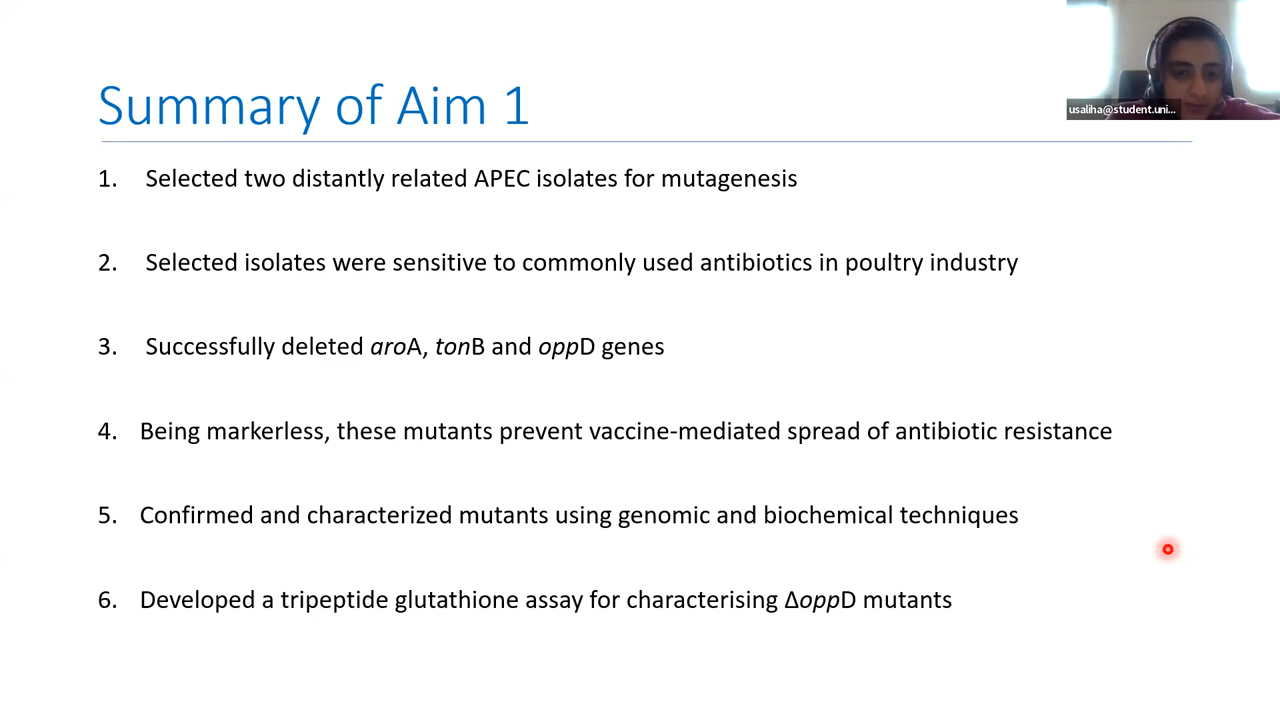 Summary of Aim 1
usaliha@student.uni...
1. Selected two distantly related APEC isolates for mutagenesis
2. Selected isolates were sensitive to commonly used antibiotics in poultry industry
3. Successfully deleted aroA, tonB and oppD genes
4. Being markerless, these mutants prevent vaccine-mediated spread of antibiotic resistance
5. Confirmed and characterized mutants using genomic and biochemical techniques
6. Developed a tripeptide glutathione assay for characterising ΔoppD mutants